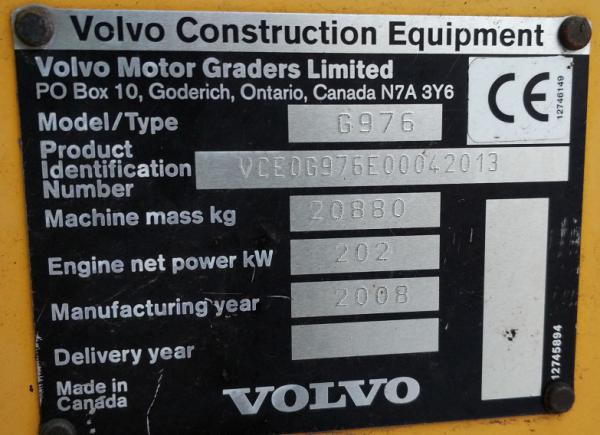 Volvo Construction Equipment
Volvo Motor Graders Limited
PO Box 10, Goderich, Ontario, Canada N7A 3Y6
Model/Type G976
Product
Identification VCE0G976E00042013
Number
Machine mass kg 20880
Engine net power kW 202
Manufacturing year 2008
Delivery year
Made in
Canada
VOLVO
CE
12746149
12745894